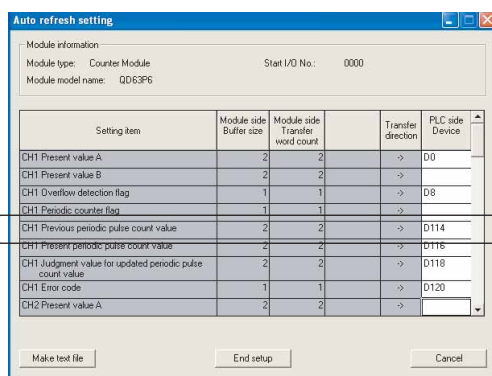 Auto refresh setting
Module information
Module type: Counter Module Start I/O No.: 0000
Module model name: QD63P6
Setting item Module side Buffer size Module side Transfer word count Transfer direction PLC side Device
CH1 Present value A 2 2 -> D0
CH1 Present value B 2 2 ->
CH1 Overflow detection flag 1 1 -> D8
CH1 Periodic counter flag 1 1 ->
CH1 Previous periodic pulse count value 2 2 -> D114
CH1 Present periodic pulse count value 2 2 -> D116
CH1 Judgment value for updated periodic pulse count value 2 2 -> D118
CH1 Error code 1 1 -> D120
CH2 Present value A 2 2 ->
Make text file End setup Cancel